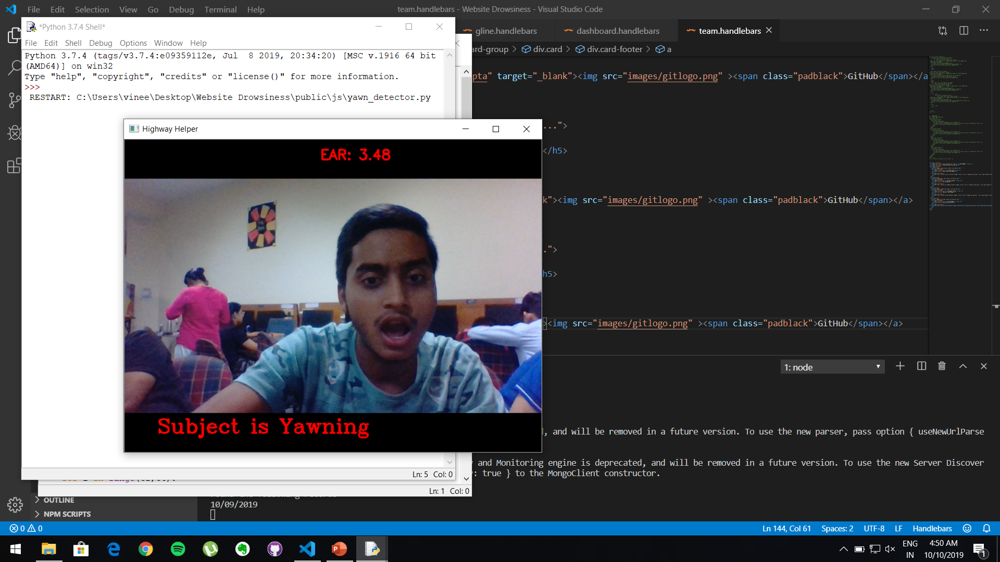 File Edit Selection View Go Debug Terminal Help
team.handlebars - Website Drowsiness - Visual Studio Code
*Python 3.7.4 Shell*
File Edit Shell Debug Options Window Help
Python 3.7.4 (tags/v3.7.4:e09359112e, Jul 8 2019, 20:34:20) [MSC v.1916 64 bit
(AMD64)] on win32
Type "help", "copyright", "credits" or "license()" for more information.
>>>
RESTART: C:\Users\vinee\Desktop\Website Drowsiness\public\js\yawn_detector.py
Ln: 5 Col: 0
Ln: 1 Col: 0
Highway Helper
EAR: 3.48
Subject is Yawning
gline.handlebars
dashboard.handlebars
team.handlebars
ard-group > div.card > div.card-footer > a
pta" target="_blank"><img src="images/gitlogo.png" ><span class="padblack">GitHub</span></a
...">
</h5>
k"><img src="images/gitlogo.png" ><span class="padblack">GitHub</span></a>
.">
h5>
><img src="images/gitlogo.png" ><span class="padblack">GitHub</span></a>
1: node
, and will be removed in a future version. To use the new parser, pass option { useNewUrlParse
and Monitoring engine is deprecated, and will be removed in a future version. To use the new Server Discover
: true } to the MongoClient constructor.
10/09/2019
OUTLINE
NPM SCRIPTS
0 0
Ln 144, Col 61 Spaces: 2 UTF-8 LF Handlebars
ENG
IN
4:50 AM
10/10/2019
1